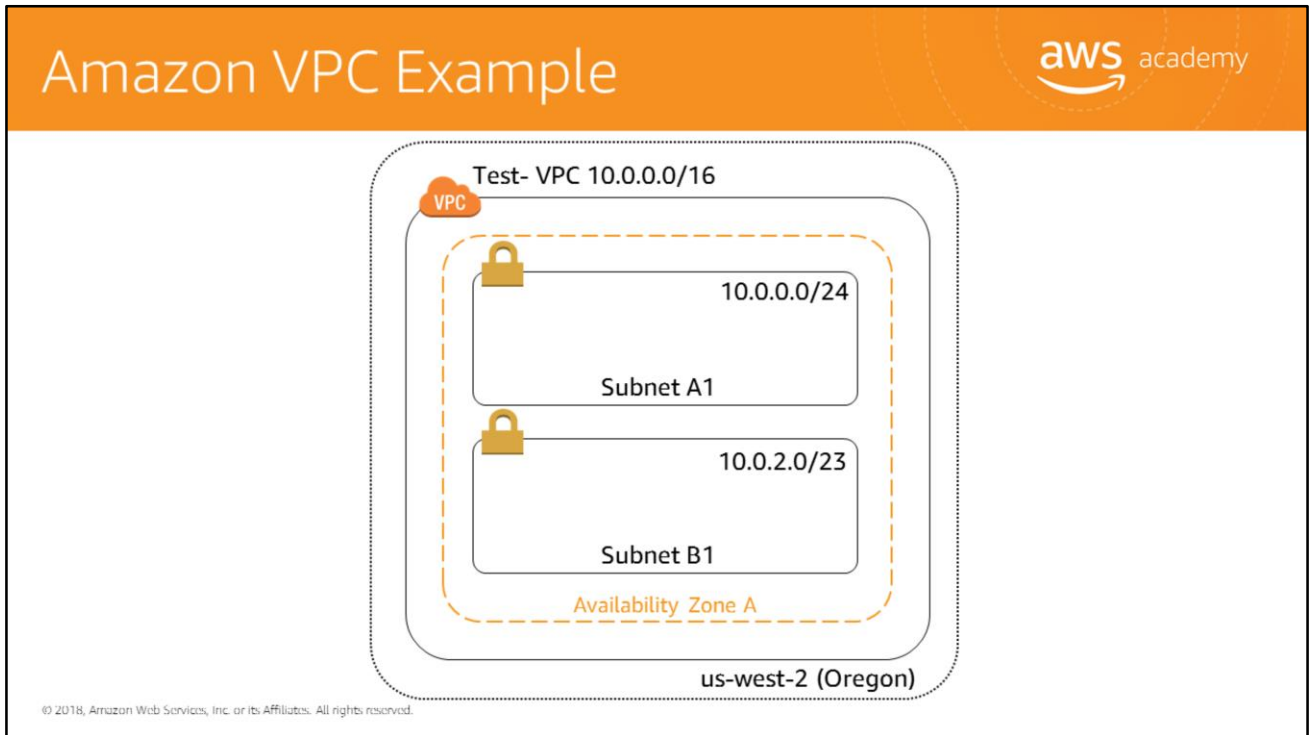 Amazon VPC Example
aws academy
Test- VPC 10.0.0.0/16
VPC
10.0.0.0/24
Subnet A1
10.0.2.0/23
Subnet B1
Availability Zone A
us-west-2 (Oregon)
© 2018, Amazon Web Services, Inc. or its Affiliates. All rights reserved.